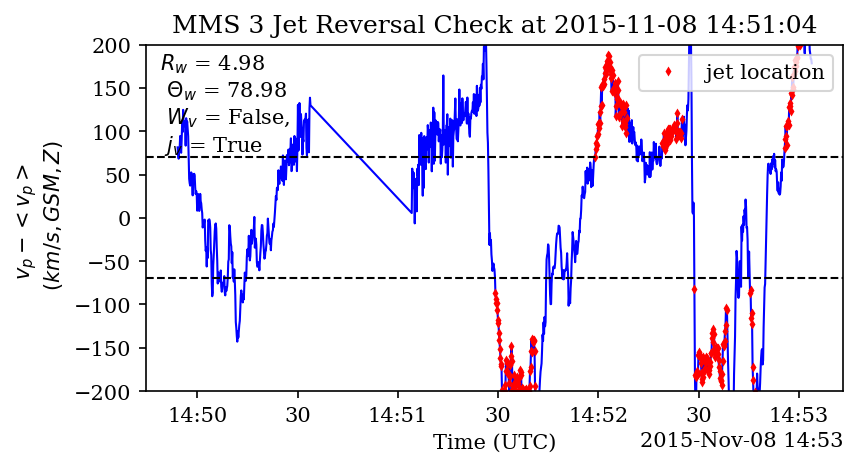 MMS 3 Jet Reversal Check at 2015-11-08 14:51:04
R_w = 4.98
Θ_w = 78.98
W_v = False,
j_v = True
jet location
200
150
100
50
0
−50
−100
−150
−200
v_p − < v_p >
(km/s, GSM, Z)
14:50 30 14:51 30 14:52 30 14:53
Time (UTC)
2015-Nov-08 14:53